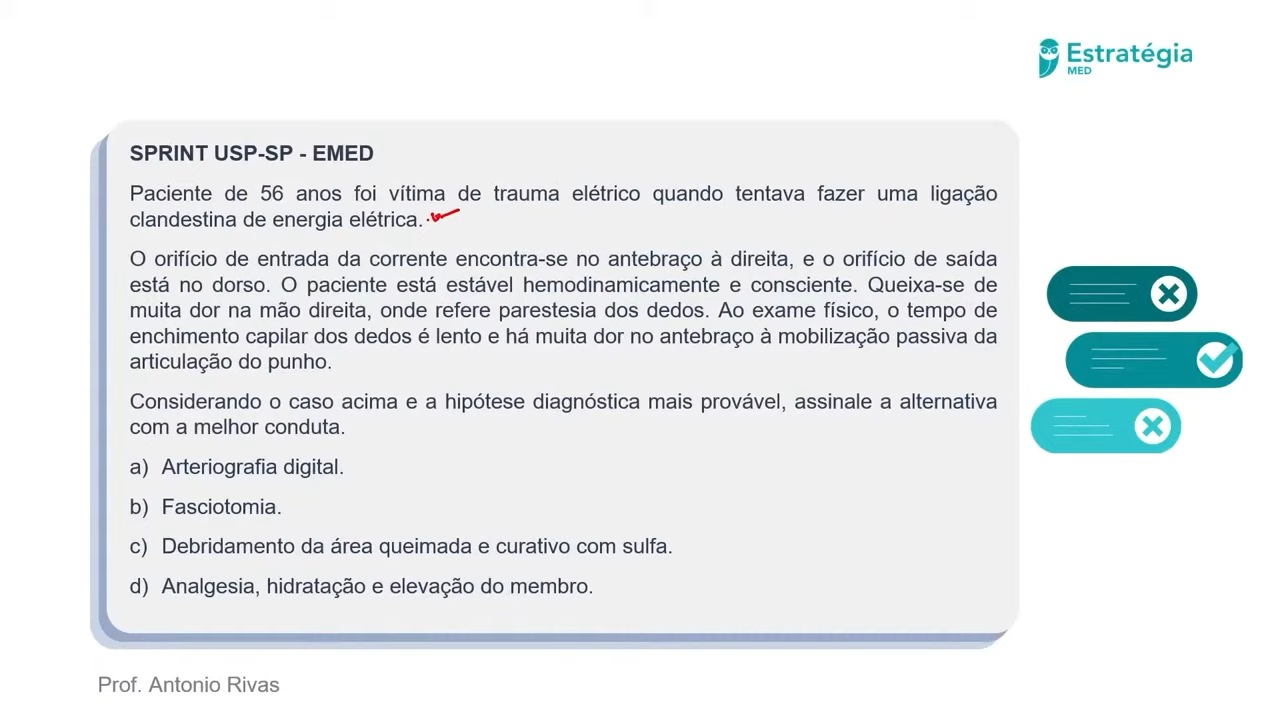 Estratégia
MED
SPRINT USP-SP - EMED
Paciente de 56 anos foi vítima de trauma elétrico quando tentava fazer uma ligação
clandestina de energia elétrica.
O orifício de entrada da corrente encontra-se no antebraço à direita, e o orifício de saída
está no dorso. O paciente está estável hemodinamicamente e consciente. Queixa-se de
muita dor na mão direita, onde refere parestesia dos dedos. Ao exame físico, o tempo de
enchimento capilar dos dedos é lento e há muita dor no antebraço à mobilização passiva da
articulação do punho.
Considerando o caso acima e a hipótese diagnóstica mais provável, assinale a alternativa
com a melhor conduta.
a) Arteriografia digital.
b) Fasciotomia.
c) Debridamento da área queimada e curativo com sulfa.
d) Analgesia, hidratação e elevação do membro.
Prof. Antonio Rivas